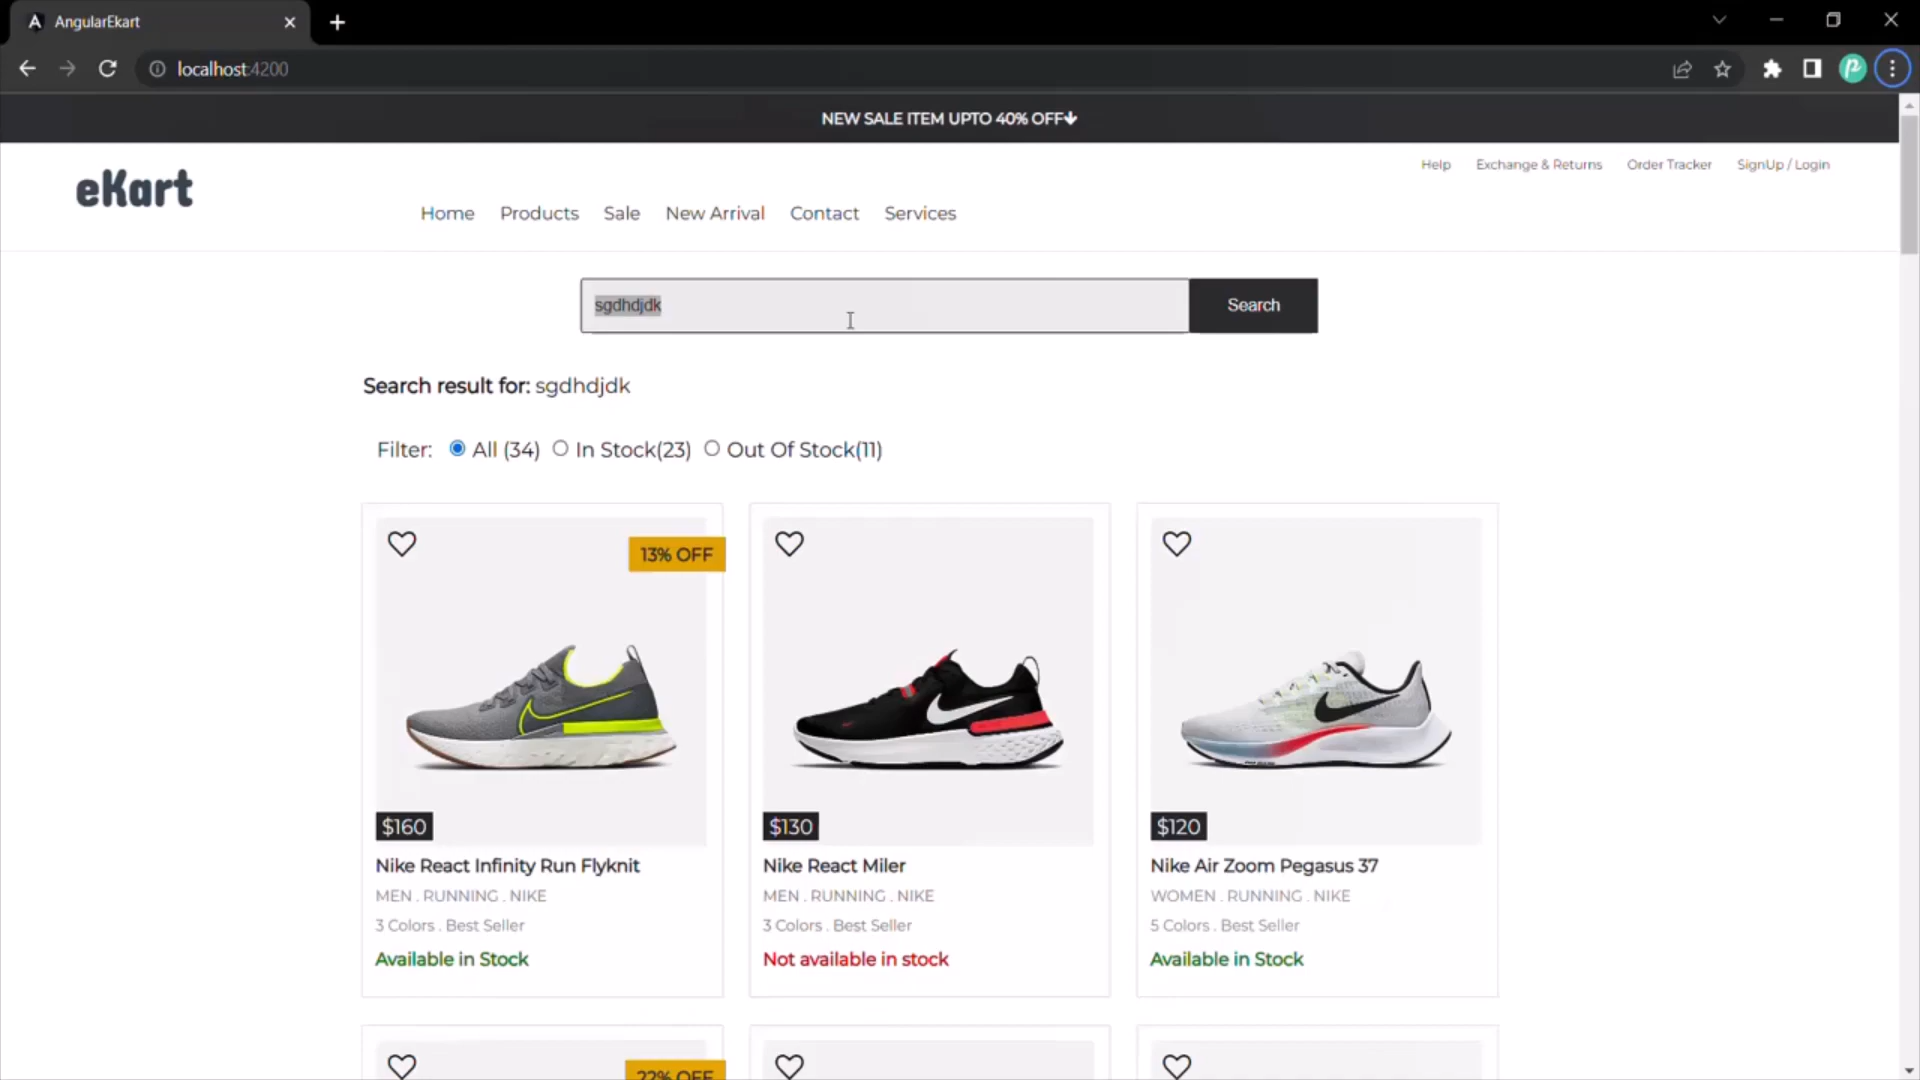 AngularEkart
localhost:4200
NEW SALE ITEM UPTO 40% OFF
Help Exchange & Returns Order Tracker SignUp / Login
eKart
Home Products Sale New Arrival Contact Services
sgdhdjdk
Search
Search result for: sgdhdjdk
Filter: All (34) In Stock(23) Out Of Stock(11)
13% OFF
$160
Nike React Infinity Run Flyknit
MEN . RUNNING . NIKE
3 Colors . Best Seller
Available in Stock
$130
Nike React Miler
MEN . RUNNING . NIKE
3 Colors . Best Seller
Not available in stock
$120
Nike Air Zoom Pegasus 37
WOMEN . RUNNING . NIKE
5 Colors . Best Seller
Available in Stock
22% OFF